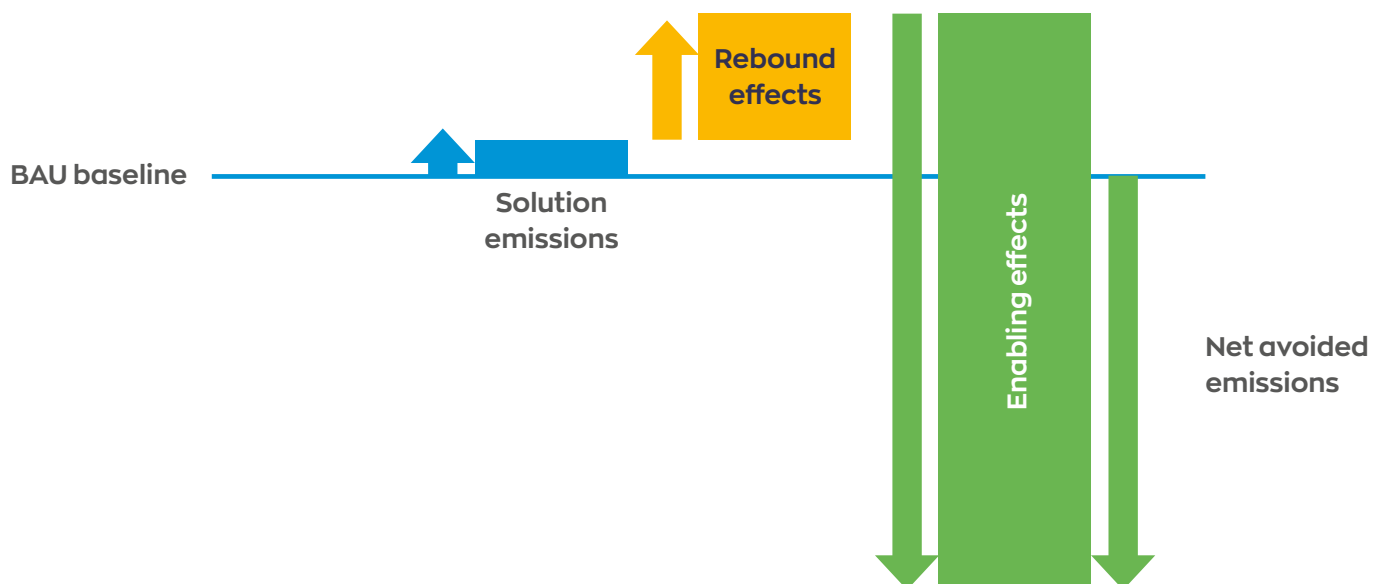 Rebound
effects
BAU baseline
Solution
emissions
Enabling effects
Net avoided
emissions